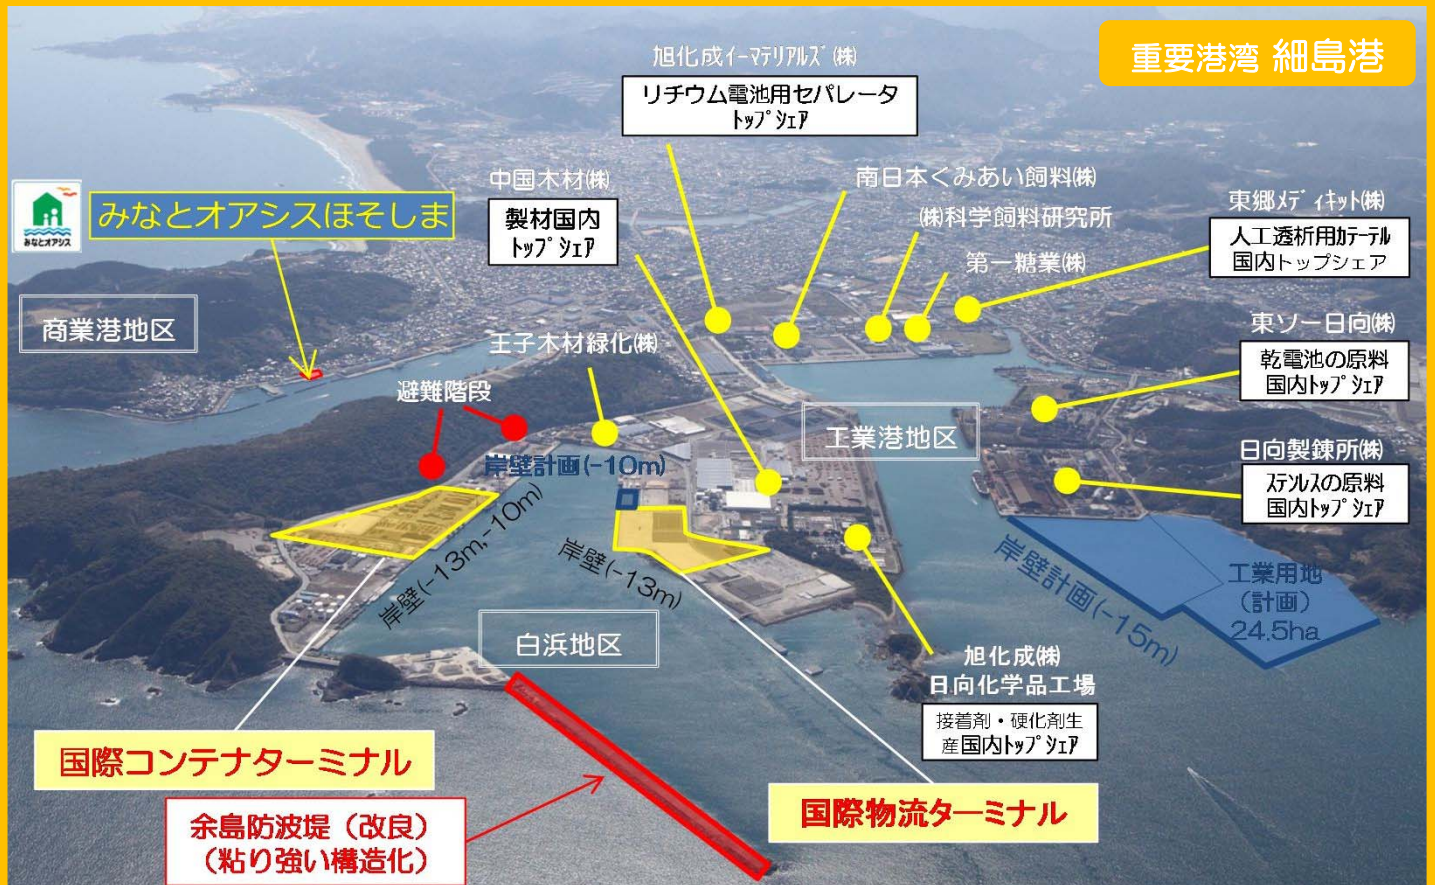 重要港湾 細島港
旭化成イーマテリアルズ(株)
リチウム電池用セパレータ
トップシェア
みなとオアシス
みなとオアシスほそしま
中国木材(株)
製材国内
トップシェア
南日本くみあい飼料(株)
(株)科学飼料研究所
第一糖業(株)
東郷メディキット(株)
人工透析用カテーテル
国内トップシェア
商業港地区
王子木材緑化(株)
避難階段
東ソー日向(株)
乾電池の原料
国内トップシェア
工業港地区
岸壁計画(-10m)
日向製錬所(株)
ステンレスの原料
国内トップシェア
岸壁(-13m,-10m)
岸壁(-13m)
岸壁計画(-15m)
工業用地
(計画)
24.5ha
白浜地区
旭化成(株)
日向化学品工場
接着剤・硬化剤生
産国内トップシェア
国際コンテナターミナル
国際物流ターミナル
余島防波堤(改良)
(粘り強い構造化)